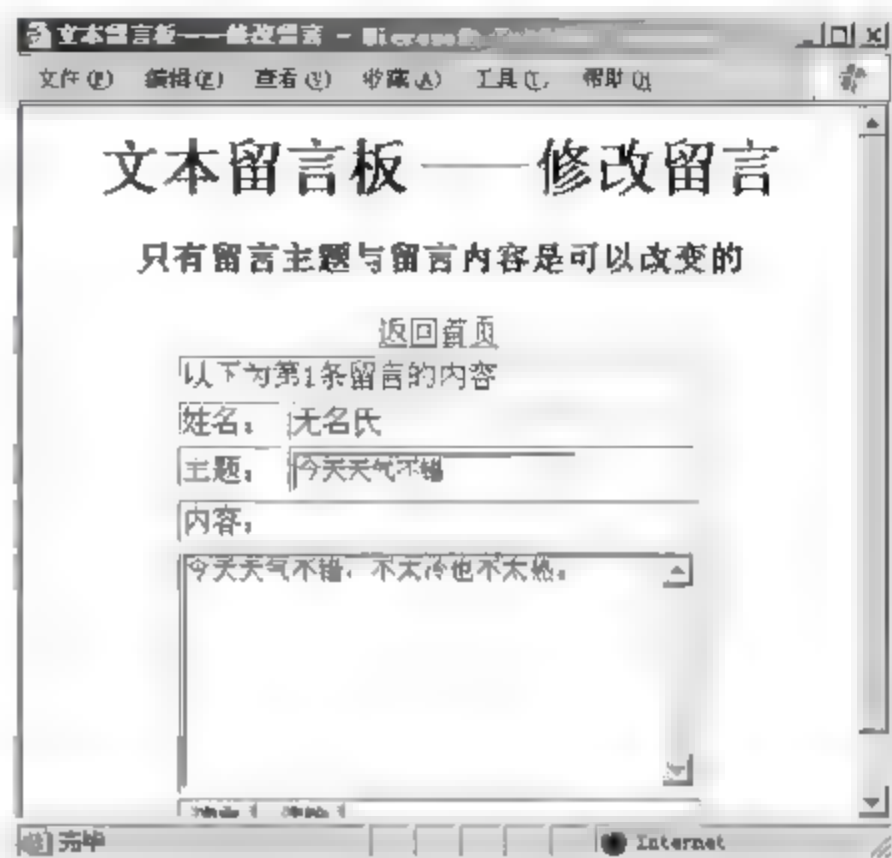 文本留言板——修改留言 - Microsoft
文件(F) 编辑(E) 查看(V) 收藏(A) 工具(T) 帮助(H)
文本留言板——修改留言
只有留言主题与留言内容是可以改变的
返回首页
以下为第1条留言的内容
姓名： 无名氏
主题： 今天天气不错
内容：
今天天气不错，不太冷也不太热。
完毕
Internet